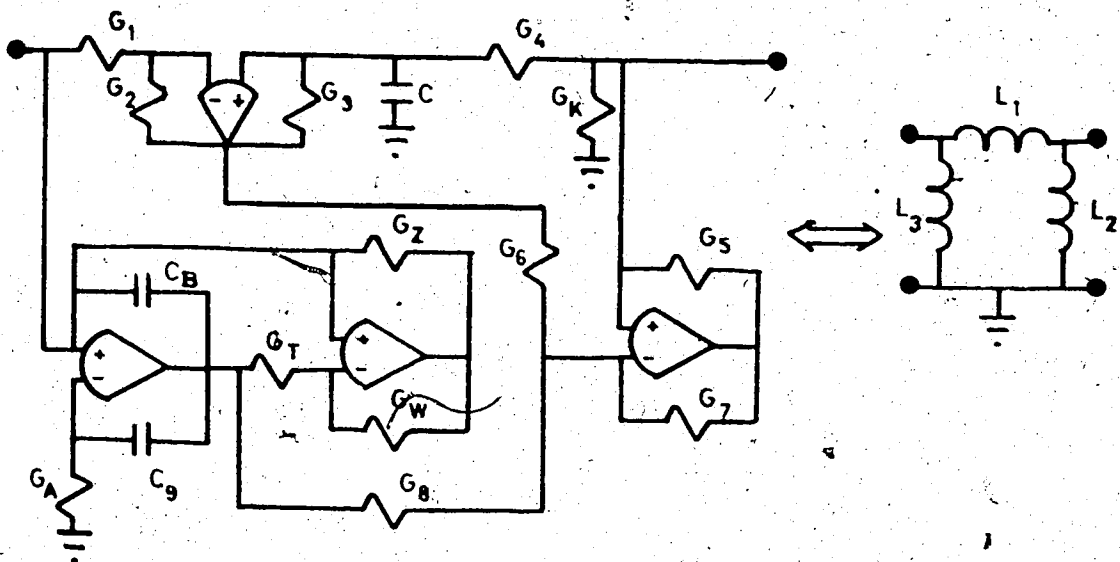 G1
G2
- +
G3
C
G4
GK
L1
L3
L2
GZ
G6
G5
CB
+
-
GT
+
-
GW
+
-
G7
C9
GA
G8